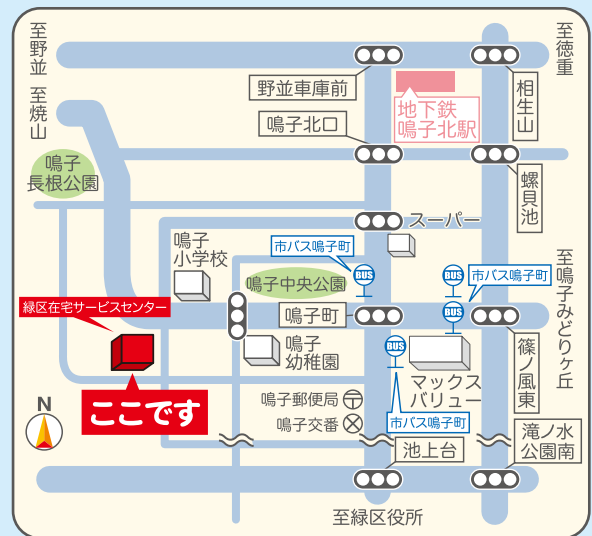 至野並
至徳重
至焼山
野並車庫前
地下鉄
鳴子北駅
相生山
鳴子北口
鳴子
長根公園
螺貝池
スーパー
鳴子
小学校
市バス鳴子町
BUS
BUS
市バス鳴子町
至鳴子みどりヶ丘
鳴子中央公園
緑区在宅サービスセンター
鳴子町
BUS
篠ノ風東
鳴子
幼稚園
BUS
マックス
バリュー
ここです
鳴子郵便局
市バス鳴子町
鳴子交番
N
池上台
滝ノ水
公園南
至緑区役所